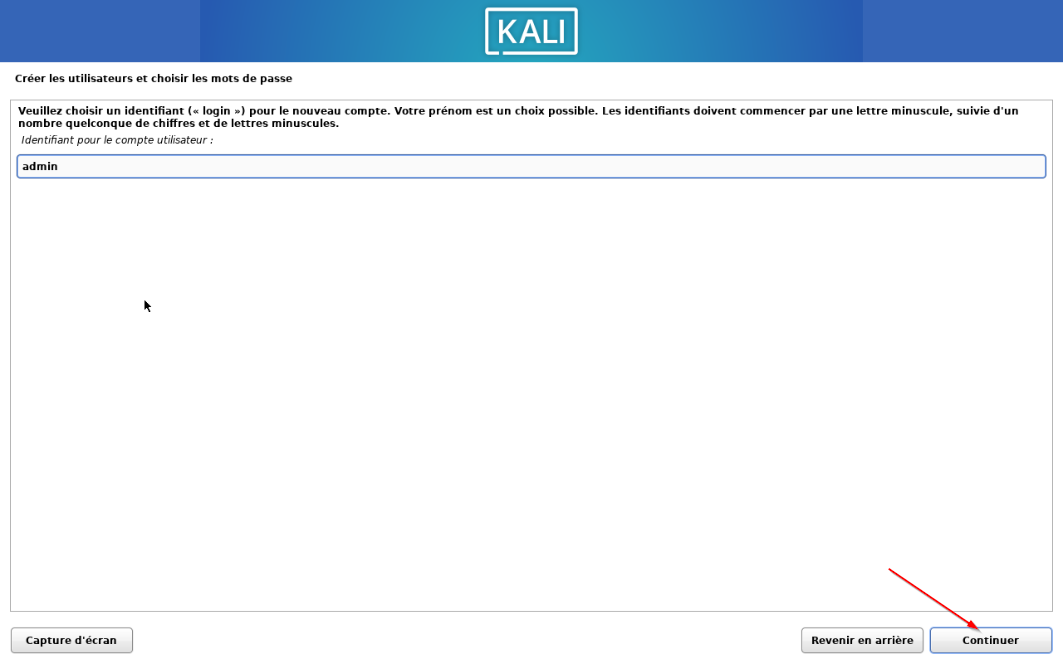 KALI
Créer les utilisateurs et choisir les mots de passe
Veuillez choisir un identifiant (« login ») pour le nouveau compte. Votre prénom est un choix possible. Les identifiants doivent commencer par une lettre minuscule, suivie d'un
nombre quelconque de chiffres et de lettres minuscules.
Identifiant pour le compte utilisateur :
admin
Capture d'écran
Revenir en arrière
Continuer